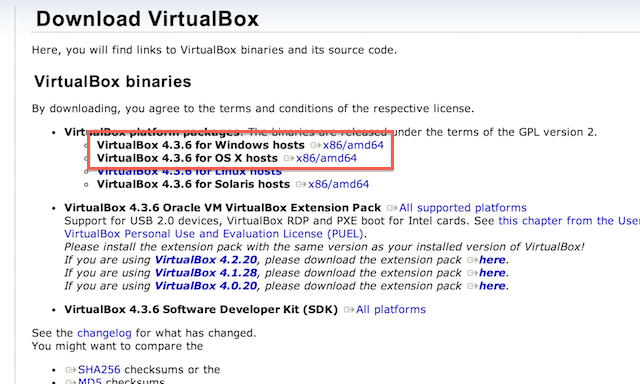 Download VirtualBox
Here, you will find links to VirtualBox binaries and its source code.
VirtualBox binaries
By downloading, you agree to the terms and conditions of the respective license.
VirtualBox platform packages. The binaries are released under the terms of the GPL version 2.
VirtualBox 4.3.6 for Windows hosts x86/amd64
VirtualBox 4.3.6 for OS X hosts x86/amd64
VirtualBox 4.3.6 for Linux hosts
VirtualBox 4.3.6 for Solaris hosts x86/amd64
VirtualBox 4.3.6 Oracle VM VirtualBox Extension Pack All supported platforms
Support for USB 2.0 devices, VirtualBox RDP and PXE boot for Intel cards. See this chapter from the User
VirtualBox Personal Use and Evaluation License (PUEL).
Please install the extension pack with the same version as your installed version of VirtualBox!
If you are using VirtualBox 4.2.20, please download the extension pack here.
If you are using VirtualBox 4.1.28, please download the extension pack here.
If you are using VirtualBox 4.0.20, please download the extension pack here.
VirtualBox 4.3.6 Software Developer Kit (SDK) All platforms
See the changelog for what has changed.
You might want to compare the
SHA256 checksums or the
MD5 checksums